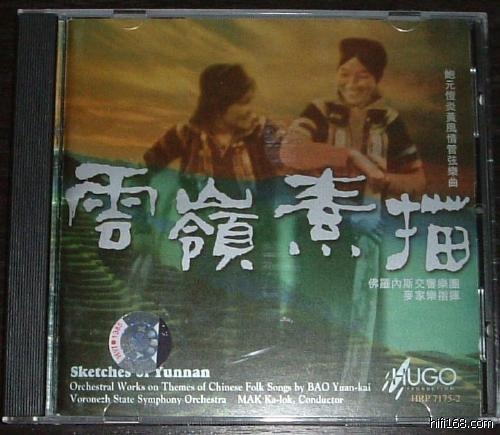 鮑元愷炎黃風情管弦樂曲
雲嶺素描
佛羅內斯交響樂團
麥家樂指揮
Sketches of Yunnan
Orchestral Works on Themes of Chinese Folk Songs by BAO Yuan-kai
Voronezh State Symphony Orchestra MAK Ka-lok, Conductor
HUGO
PRODUCTION
HRP 7175-2
hifi168.com